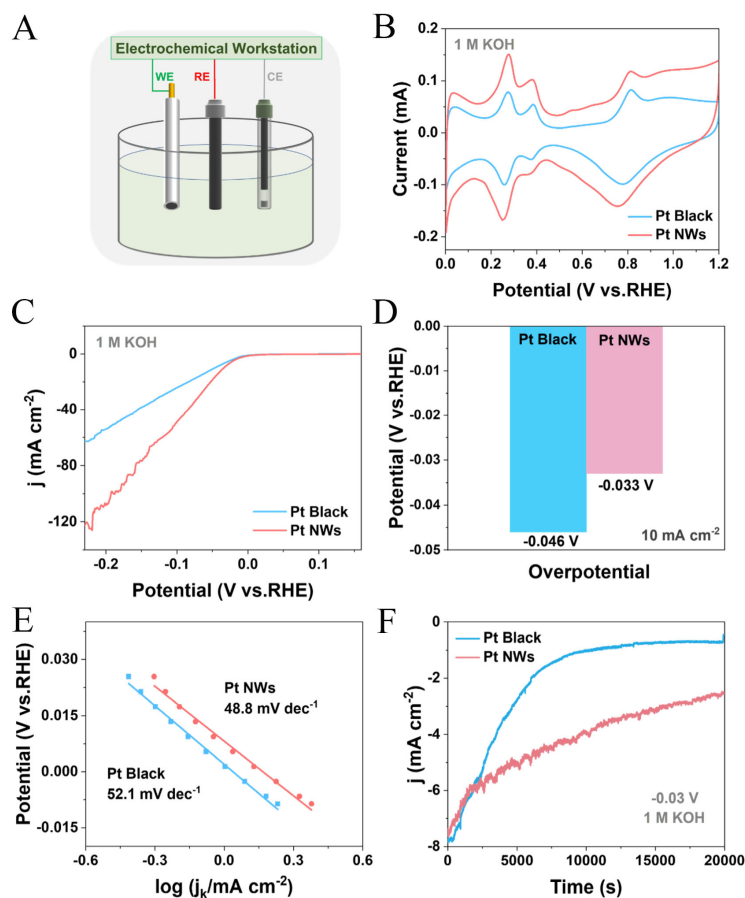 A
Electrochemical Workstation
WE
RE
CE
B
1 M KOH
Current (mA)
0.2
0.1
0.0
-0.1
-0.2
Pt Black
Pt NWs
0.0 0.2 0.4 0.6 0.8 1.0 1.2
Potential (V vs.RHE)
C
1 M KOH
j (mA cm-2)
0
-40
-80
-120
Pt Black
Pt NWs
-0.2 -0.1 0.0 0.1
Potential (V vs.RHE)
D
Potential (V vs.RHE)
0.00
-0.01
-0.02
-0.03
-0.04
-0.05
Pt Black Pt NWs
-0.033 V
-0.046 V
10 mA cm-2
Overpotential
E
Potential (V vs.RHE)
0.030
0.015
0.000
-0.015
Pt NWs
48.8 mV dec-1
Pt Black
52.1 mV dec-1
-0.6 -0.3 0.0 0.3 0.6
log (jk/mA cm-2)
F
j (mA cm-2)
0
-2
-4
-6
-8
Pt Black
Pt NWs
-0.03 V
1 M KOH
0 5000 10000 15000 20000
Time (s)